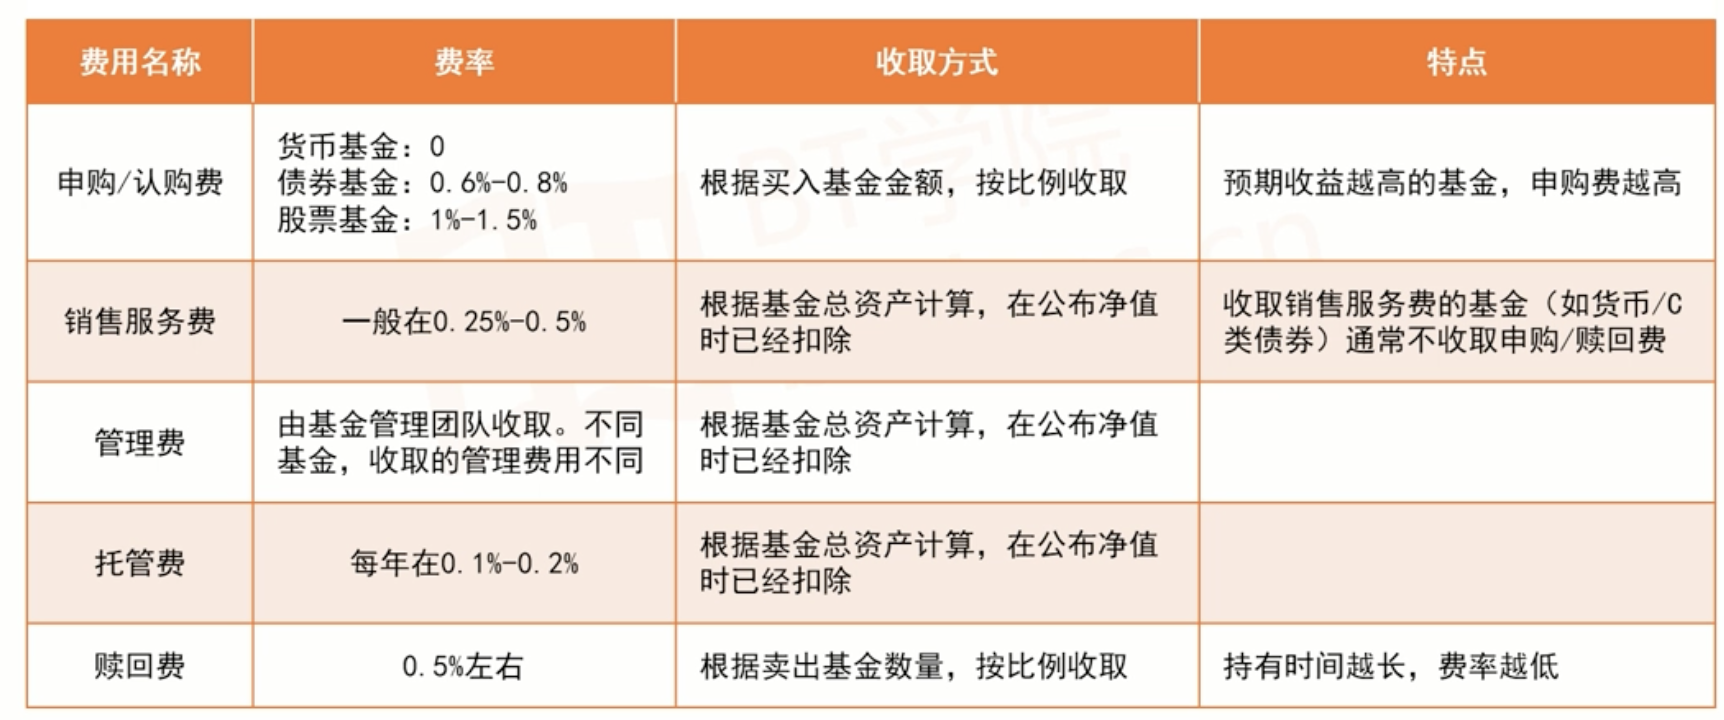 费用名称 费率 收取方式 特点
申购/认购费
货币基金：0
债券基金：0.6%-0.8%
股票基金：1%-1.5%
根据买入基金金额，按比例收取
预期收益越高的基金，申购费越高
销售服务费
一般在0.25%-0.5%
根据基金总资产计算，在公布净值
时已经扣除
收取销售服务费的基金（如货币/C
类债券）通常不收取申购/赎回费
管理费
由基金管理团队收取。不同
基金，收取的管理费用不同
根据基金总资产计算，在公布净值
时已经扣除
托管费
每年在0.1%-0.2%
根据基金总资产计算，在公布净值
时已经扣除
赎回费
0.5%左右
根据卖出基金数量，按比例收取
持有时间越长，费率越低
BT学院